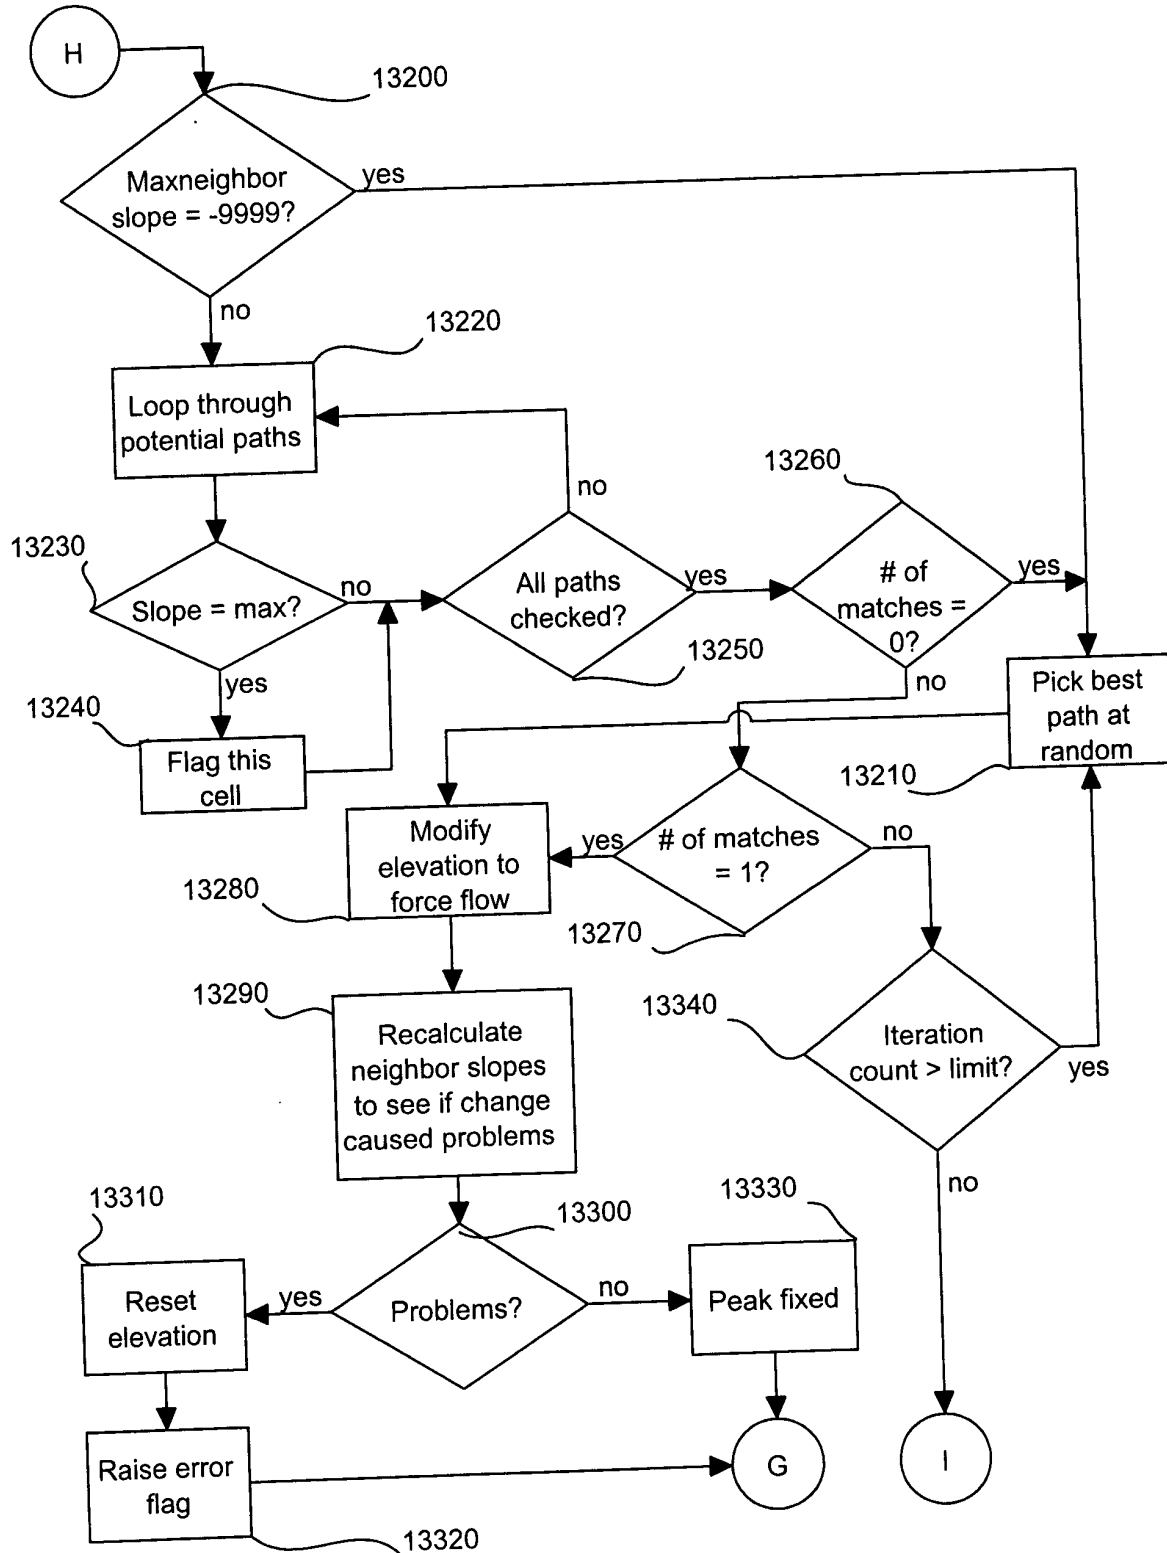 H
13200
Maxneighbor
slope = -9999?
yes
no
13220
Loop through
potential paths
no
13260
13230
Slope = max?
no
All paths
checked?
yes
# of
matches =
0?
yes
13250
yes
no
13240
Flag this
cell
Pick best
path at
random
13210
Modify
elevation to
force flow
yes
# of matches
= 1?
no
13280
13270
13290
Recalculate
neighbor slopes
to see if change
caused problems
13340
Iteration
count > limit?
yes
no
13310
13300
13330
Reset
elevation
yes
Problems?
no
Peak fixed
Raise error
flag
G
I
13320